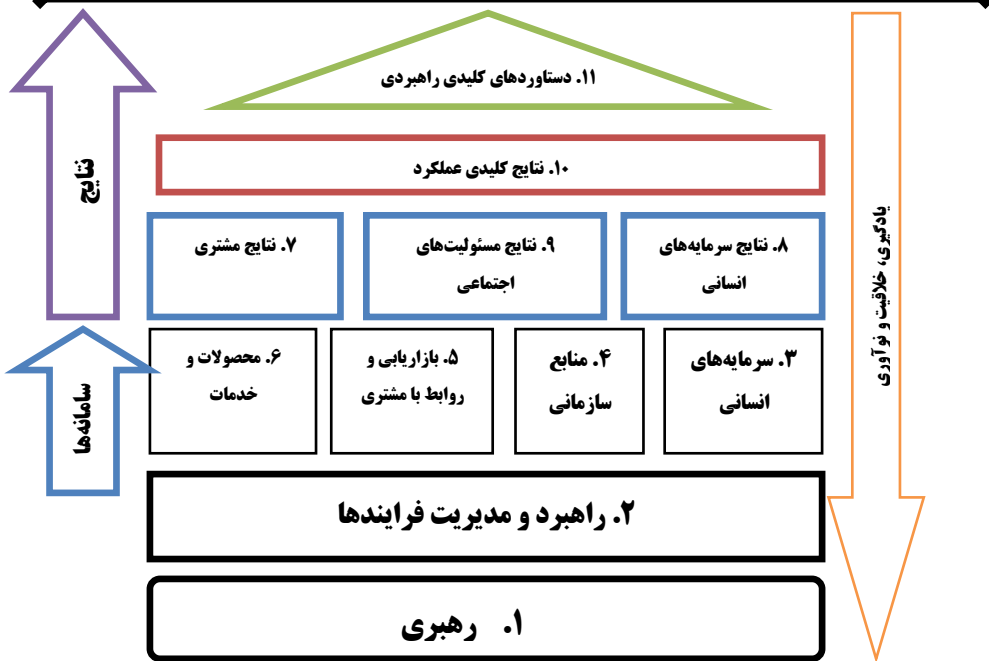 ۱۱. دستاوردهای کلیدی راهبردی
۱۰. نتایج کلیدی عملکرد
۸. نتایج سرمایه‌های
انسانی
۹. نتایج مسئولیت‌های
اجتماعی
۷. نتایج مشتری
۳. سرمایه‌های
انسانی
۴. منابع
سازمانی
۵. بازاریابی و
روابط با مشتری
۶. محصولات و
خدمات
۲. راهبرد و مدیریت فرایندها
۱. رهبری
نتایج
سامانه‌ها
یادگیری، خلاقیت و نوآوری